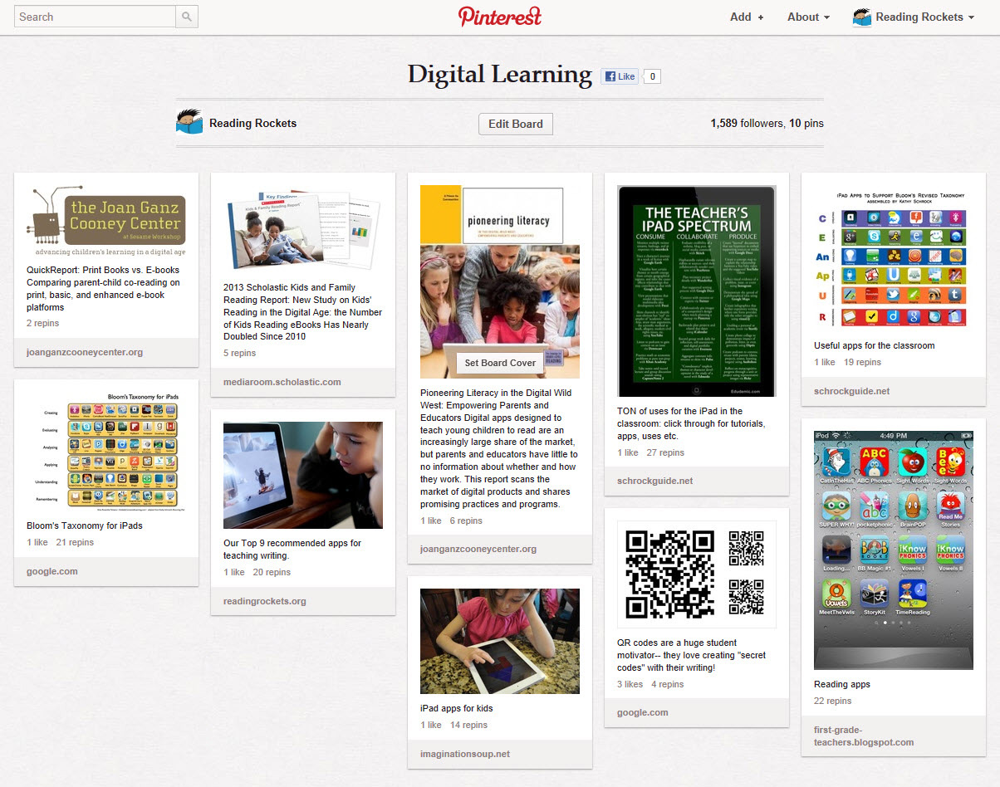 Search
Pinterest
Add +
About
Reading Rockets
Digital Learning
Like
0
Reading Rockets
Edit Board
1,589 followers, 10 pins
the Joan Ganz
Cooney Center
at Sesame Workshop
advancing children's learning in a digital age
QuickReport: Print Books vs. E-books
Comparing parent-child co-reading on
print, basic, and enhanced e-book
platforms
2 repins
joanganzcooneycenter.org
Bloom's Taxonomy for iPads
Creating
Evaluating
Analyzing
Applying
Understanding
Remembering
Bloom's Taxonomy for iPads
1 like 21 repins
google.com
Key Findings
Kids & Family Reading Report
2013 Scholastic Kids and Family
Reading Report: New Study on Kids'
Reading in the Digital Age: the Number
of Kids Reading eBooks Has Nearly
Doubled Since 2010
5 repins
mediaroom.scholastic.com
Our Top 9 recommended apps for
teaching writing.
1 like 20 repins
readingrockets.org
pioneering literacy
Set Board Cover
Pioneering Literacy in the Digital Wild
West: Empowering Parents and
Educators Digital apps designed to
teach young children to read are an
increasingly large share of the market,
but parents and educators have little to
no information about whether and how
they work. This report scans the
market of digital products and shares
promising practices and programs.
1 like 6 repins
joanganzcooneycenter.org
iPad apps for kids
1 like 14 repins
imaginationsoup.net
THE TEACHER'S
IPAD SPECTRUM
CONSUME COLLABORATE PRODUCE
Edudemic.com
TON of uses for the iPad in the
classroom: click through for tutorials,
apps, uses etc.
1 like 27 repins
schrockguide.net
QR codes are a huge student
motivator-- they love creating "secret
codes" with their writing!
3 likes 4 repins
google.com
iPad Apps to Support Bloom's Revised Taxonomy
assembled by Kathy Schrock
C
E
An
Ap
U
R
Useful apps for the classroom
1 like 19 repins
schrockguide.net
iPod 4:49 PM
CatInTheHat ABC Phonics Sight Words Sight Words
SUPER WHY! pocketphonic. BrainPOP Read Me Stories
Loading... BB Magic #1 Vowels I Vowels II
MeetTheVwls StoryKit TimeReading
Reading apps
22 repins
first-grade-
teachers.blogspot.com